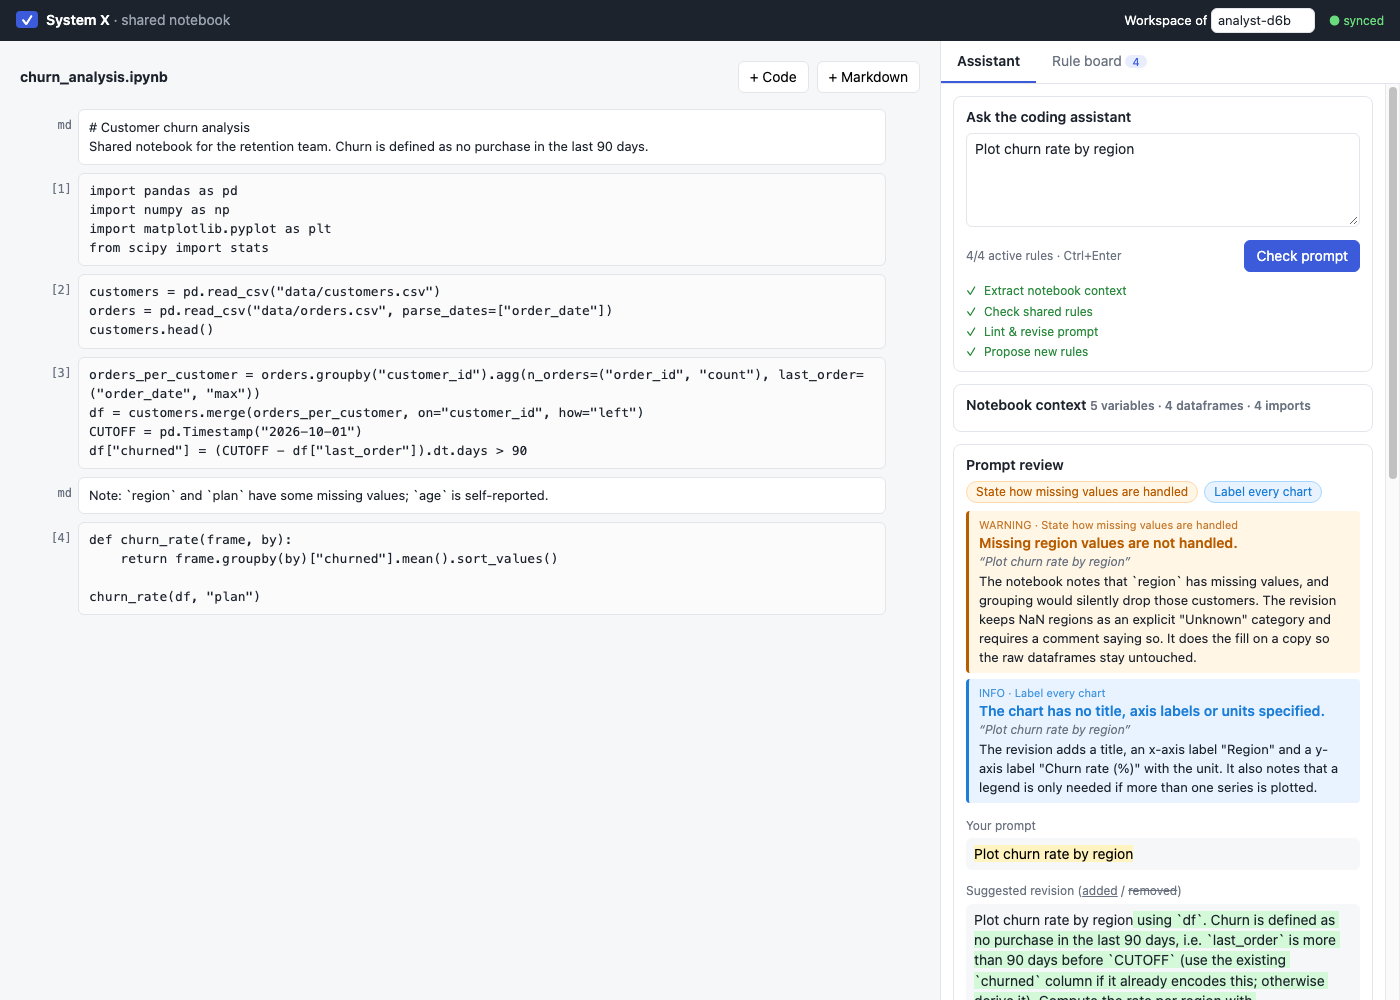 System X · shared notebook
Workspace of analyst-d6b synced
churn_analysis.ipynb
+ Code + Markdown
md
# Customer churn analysis
Shared notebook for the retention team. Churn is defined as no purchase in the last 90 days.
[1]
import pandas as pd
import numpy as np
import matplotlib.pyplot as plt
from scipy import stats
[2]
customers = pd.read_csv("data/customers.csv")
orders = pd.read_csv("data/orders.csv", parse_dates=["order_date"])
customers.head()
[3]
orders_per_customer = orders.groupby("customer_id").agg(n_orders=("order_id", "count"), last_order=
("order_date", "max"))
df = customers.merge(orders_per_customer, on="customer_id", how="left")
CUTOFF = pd.Timestamp("2026-10-01")
df["churned"] = (CUTOFF - df["last_order"]).dt.days > 90
md
Note: `region` and `plan` have some missing values; `age` is self-reported.
[4]
def churn_rate(frame, by):
    return frame.groupby(by)["churned"].mean().sort_values()
churn_rate(df, "plan")
Assistant Rule board 4
Ask the coding assistant
Plot churn rate by region
4/4 active rules · Ctrl+Enter
Check prompt
✓ Extract notebook context
✓ Check shared rules
✓ Lint & revise prompt
✓ Propose new rules
Notebook context 5 variables · 4 dataframes · 4 imports
Prompt review
State how missing values are handled Label every chart
WARNING · State how missing values are handled
Missing region values are not handled.
“Plot churn rate by region”
The notebook notes that `region` has missing values, and
grouping would silently drop those customers. The revision
keeps NaN regions as an explicit "Unknown" category and
requires a comment saying so. It does the fill on a copy so
the raw dataframes stay untouched.
INFO · Label every chart
The chart has no title, axis labels or units specified.
“Plot churn rate by region”
The revision adds a title, an x-axis label "Region" and a y-
axis label "Churn rate (%)" with the unit. It also notes that a
legend is only needed if more than one series is plotted.
Your prompt
Plot churn rate by region
Suggested revision (added / removed)
Plot churn rate by region using `df`. Churn is defined as
no purchase in the last 90 days, i.e. `last_order` is more
than 90 days before `CUTOFF` (use the existing
`churned` column if it already encodes this; otherwise
derive it). Compute the rate per region with